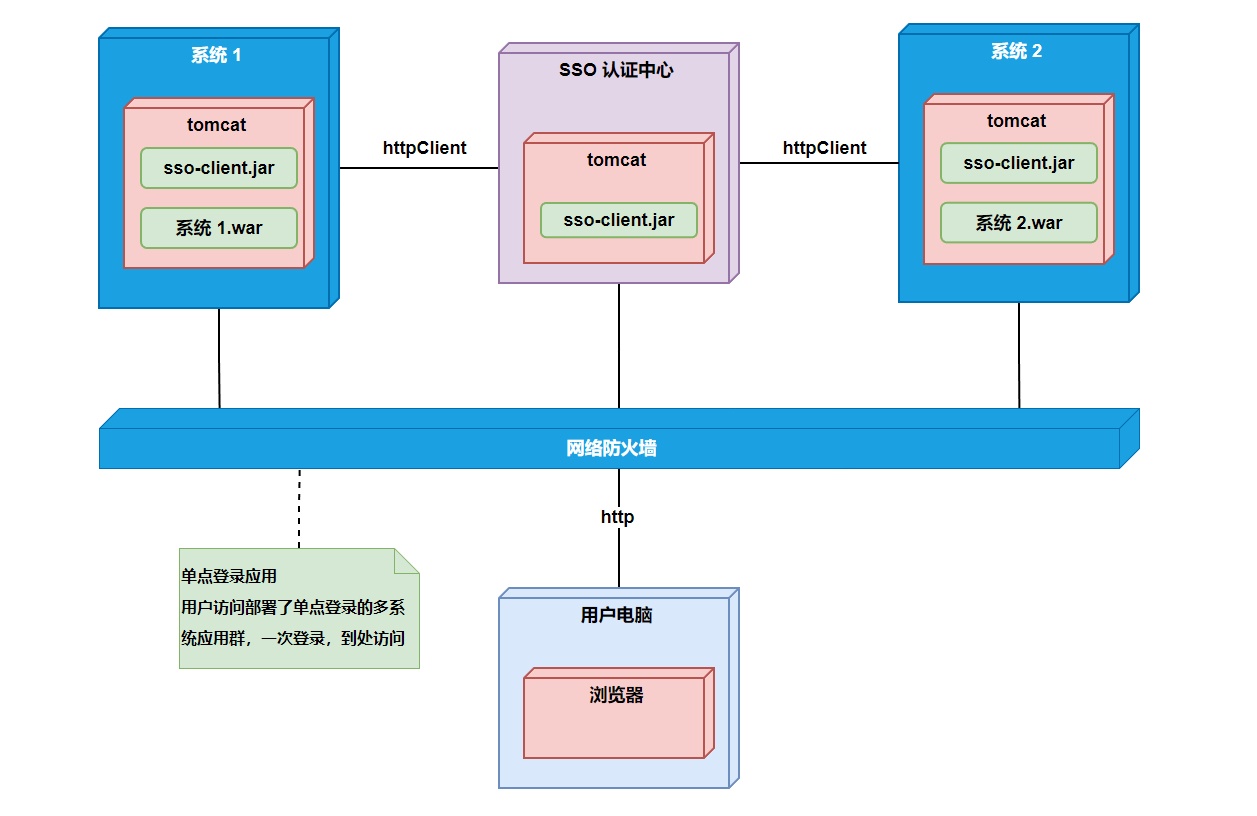 系统 1
tomcat
sso-client.jar
系统 1.war
httpClient
SSO 认证中心
tomcat
sso-client.jar
httpClient
系统 2
tomcat
sso-client.jar
系统 2.war
网络防火墙
http
单点登录应用
用户访问部署了单点登录的多系
统应用群，一次登录，到处访问
用户电脑
浏览器